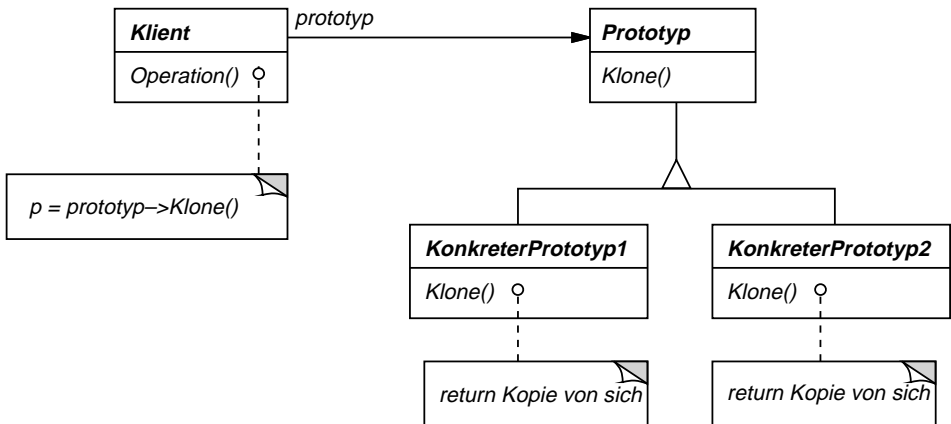 prototyp
Klient
Prototyp
Operation()
Klone()
p = prototyp–>Klone()
KonkreterPrototyp1
KonkreterPrototyp2
Klone()
Klone()
return Kopie von sich
return Kopie von sich